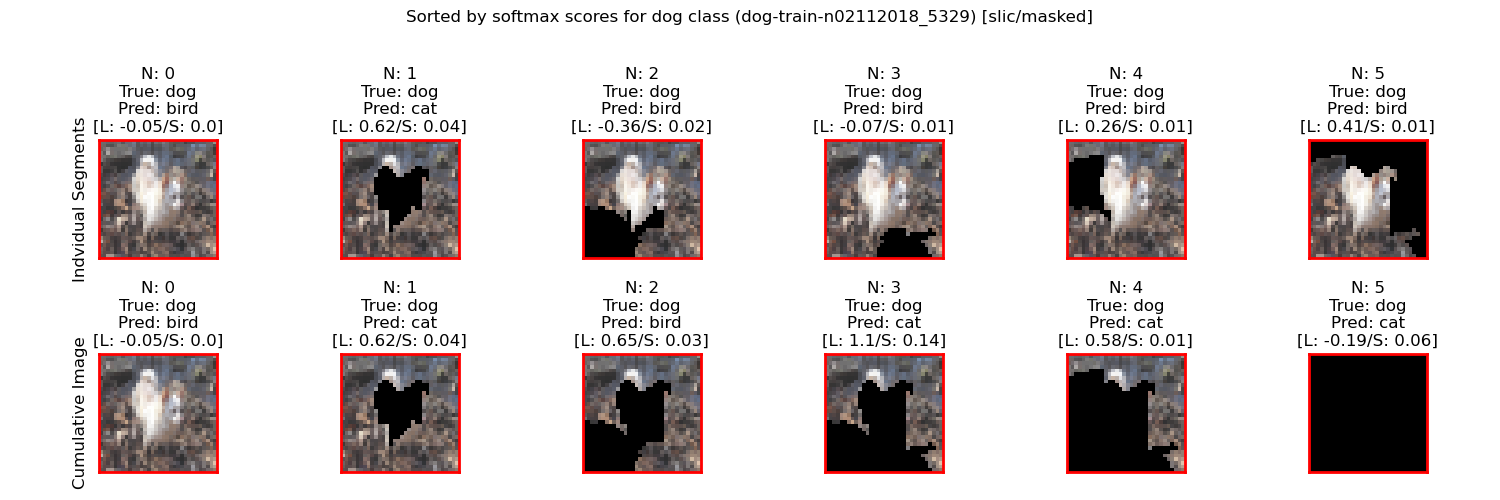 Sorted by softmax scores for dog class (dog-train-n02112018_5329) [slic/masked]
Indvidual Segments
N: 0
True: dog
Pred: bird
[L: -0.05/S: 0.0]
N: 1
True: dog
Pred: cat
[L: 0.62/S: 0.04]
N: 2
True: dog
Pred: bird
[L: -0.36/S: 0.02]
N: 3
True: dog
Pred: bird
[L: -0.07/S: 0.01]
N: 4
True: dog
Pred: bird
[L: 0.26/S: 0.01]
N: 5
True: dog
Pred: bird
[L: 0.41/S: 0.01]
Cumulative Image
N: 0
True: dog
Pred: bird
[L: -0.05/S: 0.0]
N: 1
True: dog
Pred: cat
[L: 0.62/S: 0.04]
N: 2
True: dog
Pred: bird
[L: 0.65/S: 0.03]
N: 3
True: dog
Pred: cat
[L: 1.1/S: 0.14]
N: 4
True: dog
Pred: cat
[L: 0.58/S: 0.01]
N: 5
True: dog
Pred: cat
[L: -0.19/S: 0.06]